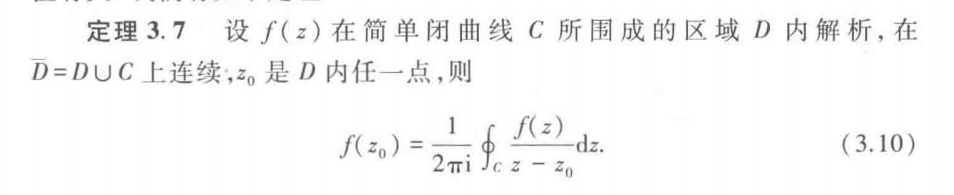 定理 3.7 设 f(z) 在简单闭曲线 C 所围成的区域 D 内解析,在
D̅=D∪C 上连续,z₀ 是 D 内任一点,则
f(z₀) = \frac{1}{2πi} ∮_C \frac{f(z)}{z - z₀} dz. (3.10)